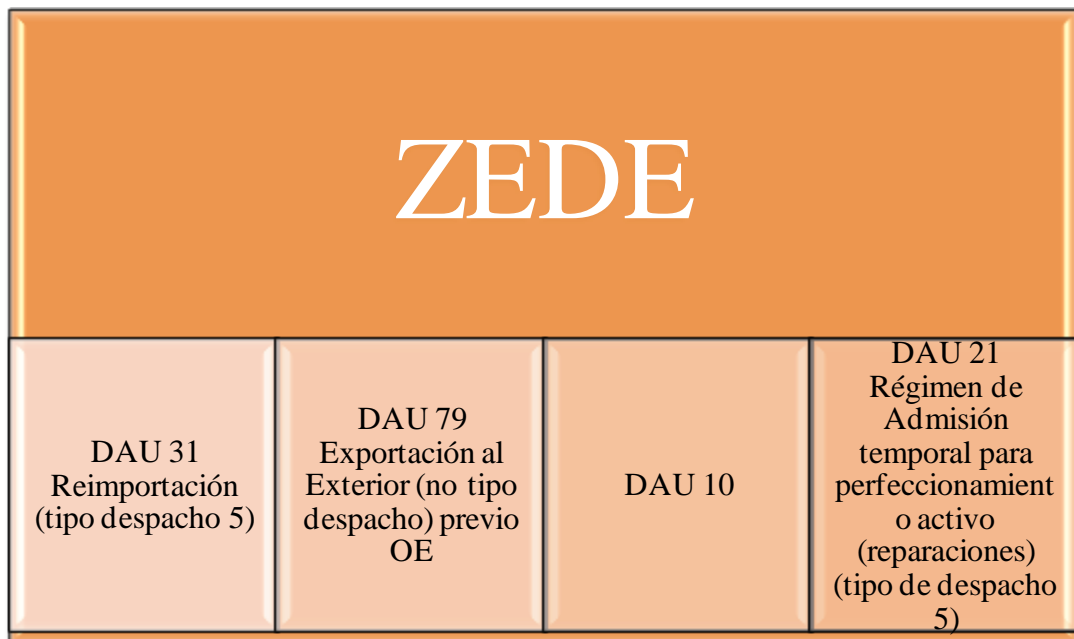 ZEDE
DAU 31
Reimportación
(tipo despacho 5)
DAU 79
Exportación al
Exterior (no tipo
despacho) previo
OE
DAU 10
DAU 21
Régimen de
Admisión
temporal para
perfeccionamient
o activo
(reparaciones)
(tipo de despacho
5)